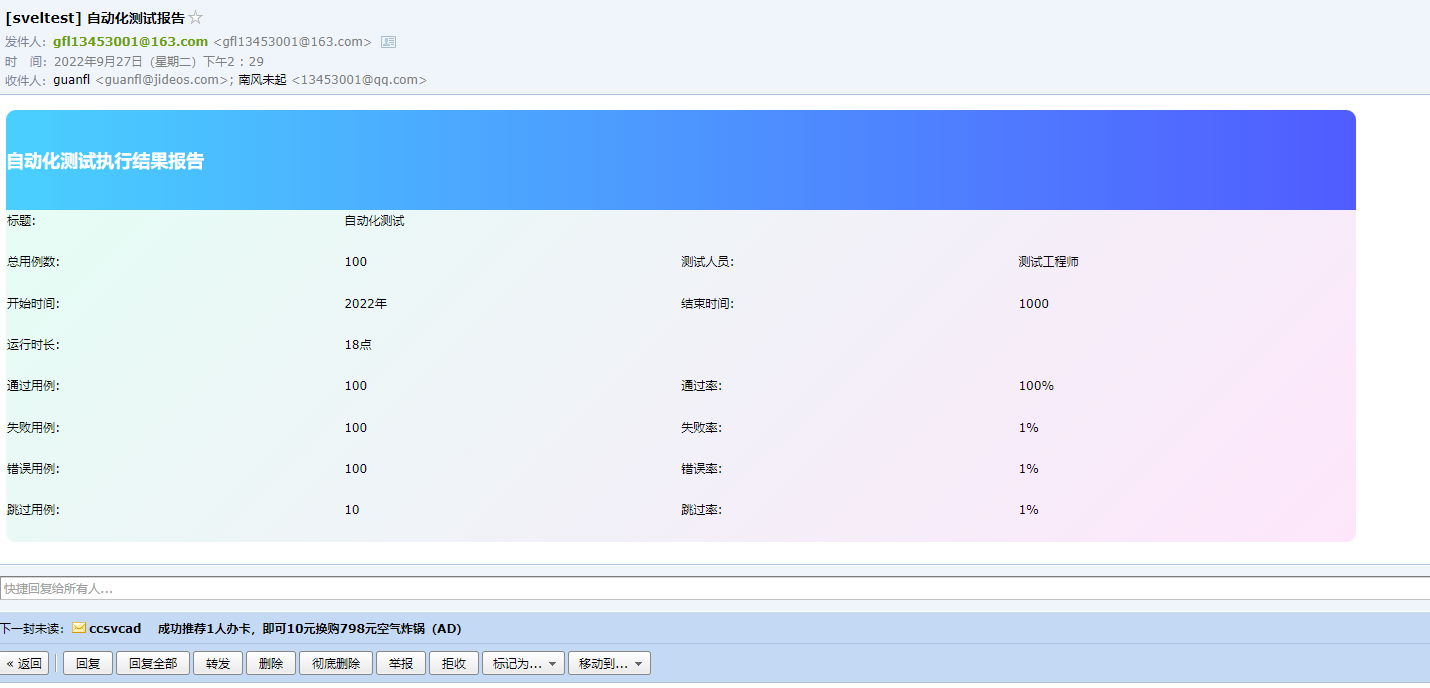 [sveltest] 自动化测试报告☆
发件人: gfl13453001@163.com <gfl13453001@163.com>
时 间: 2022年9月27日（星期二）下午2：29
收件人: guanfl <guanfl@jideos.com>; 南风未起 <13453001@qq.com>
自动化测试执行结果报告
标题: 自动化测试
总用例数: 100 测试人员: 测试工程师
开始时间: 2022年 结束时间: 1000
运行时长: 18点
通过用例: 100 通过率: 100%
失败用例: 100 失败率: 1%
错误用例: 100 错误率: 1%
跳过用例: 10 跳过率: 1%
快捷回复给所有人...
下一封未读: ccsvcad 成功推荐1人办卡，即可10元换购798元空气炸锅（AD）
« 返回 回复 回复全部 转发 删除 彻底删除 举报 拒收 标记为... 移动到...